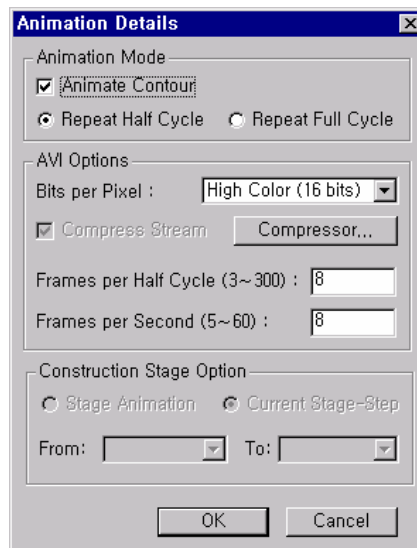 Animation Details
Animation Mode
Animate Contour
Repeat Half Cycle Repeat Full Cycle
AVI Options
Bits per Pixel : High Color (16 bits)
Compress Stream Compressor...
Frames per Half Cycle (3~300) : 8
Frames per Second (5~60) : 8
Construction Stage Option
Stage Animation Current Stage-Step
From: To:
OK Cancel